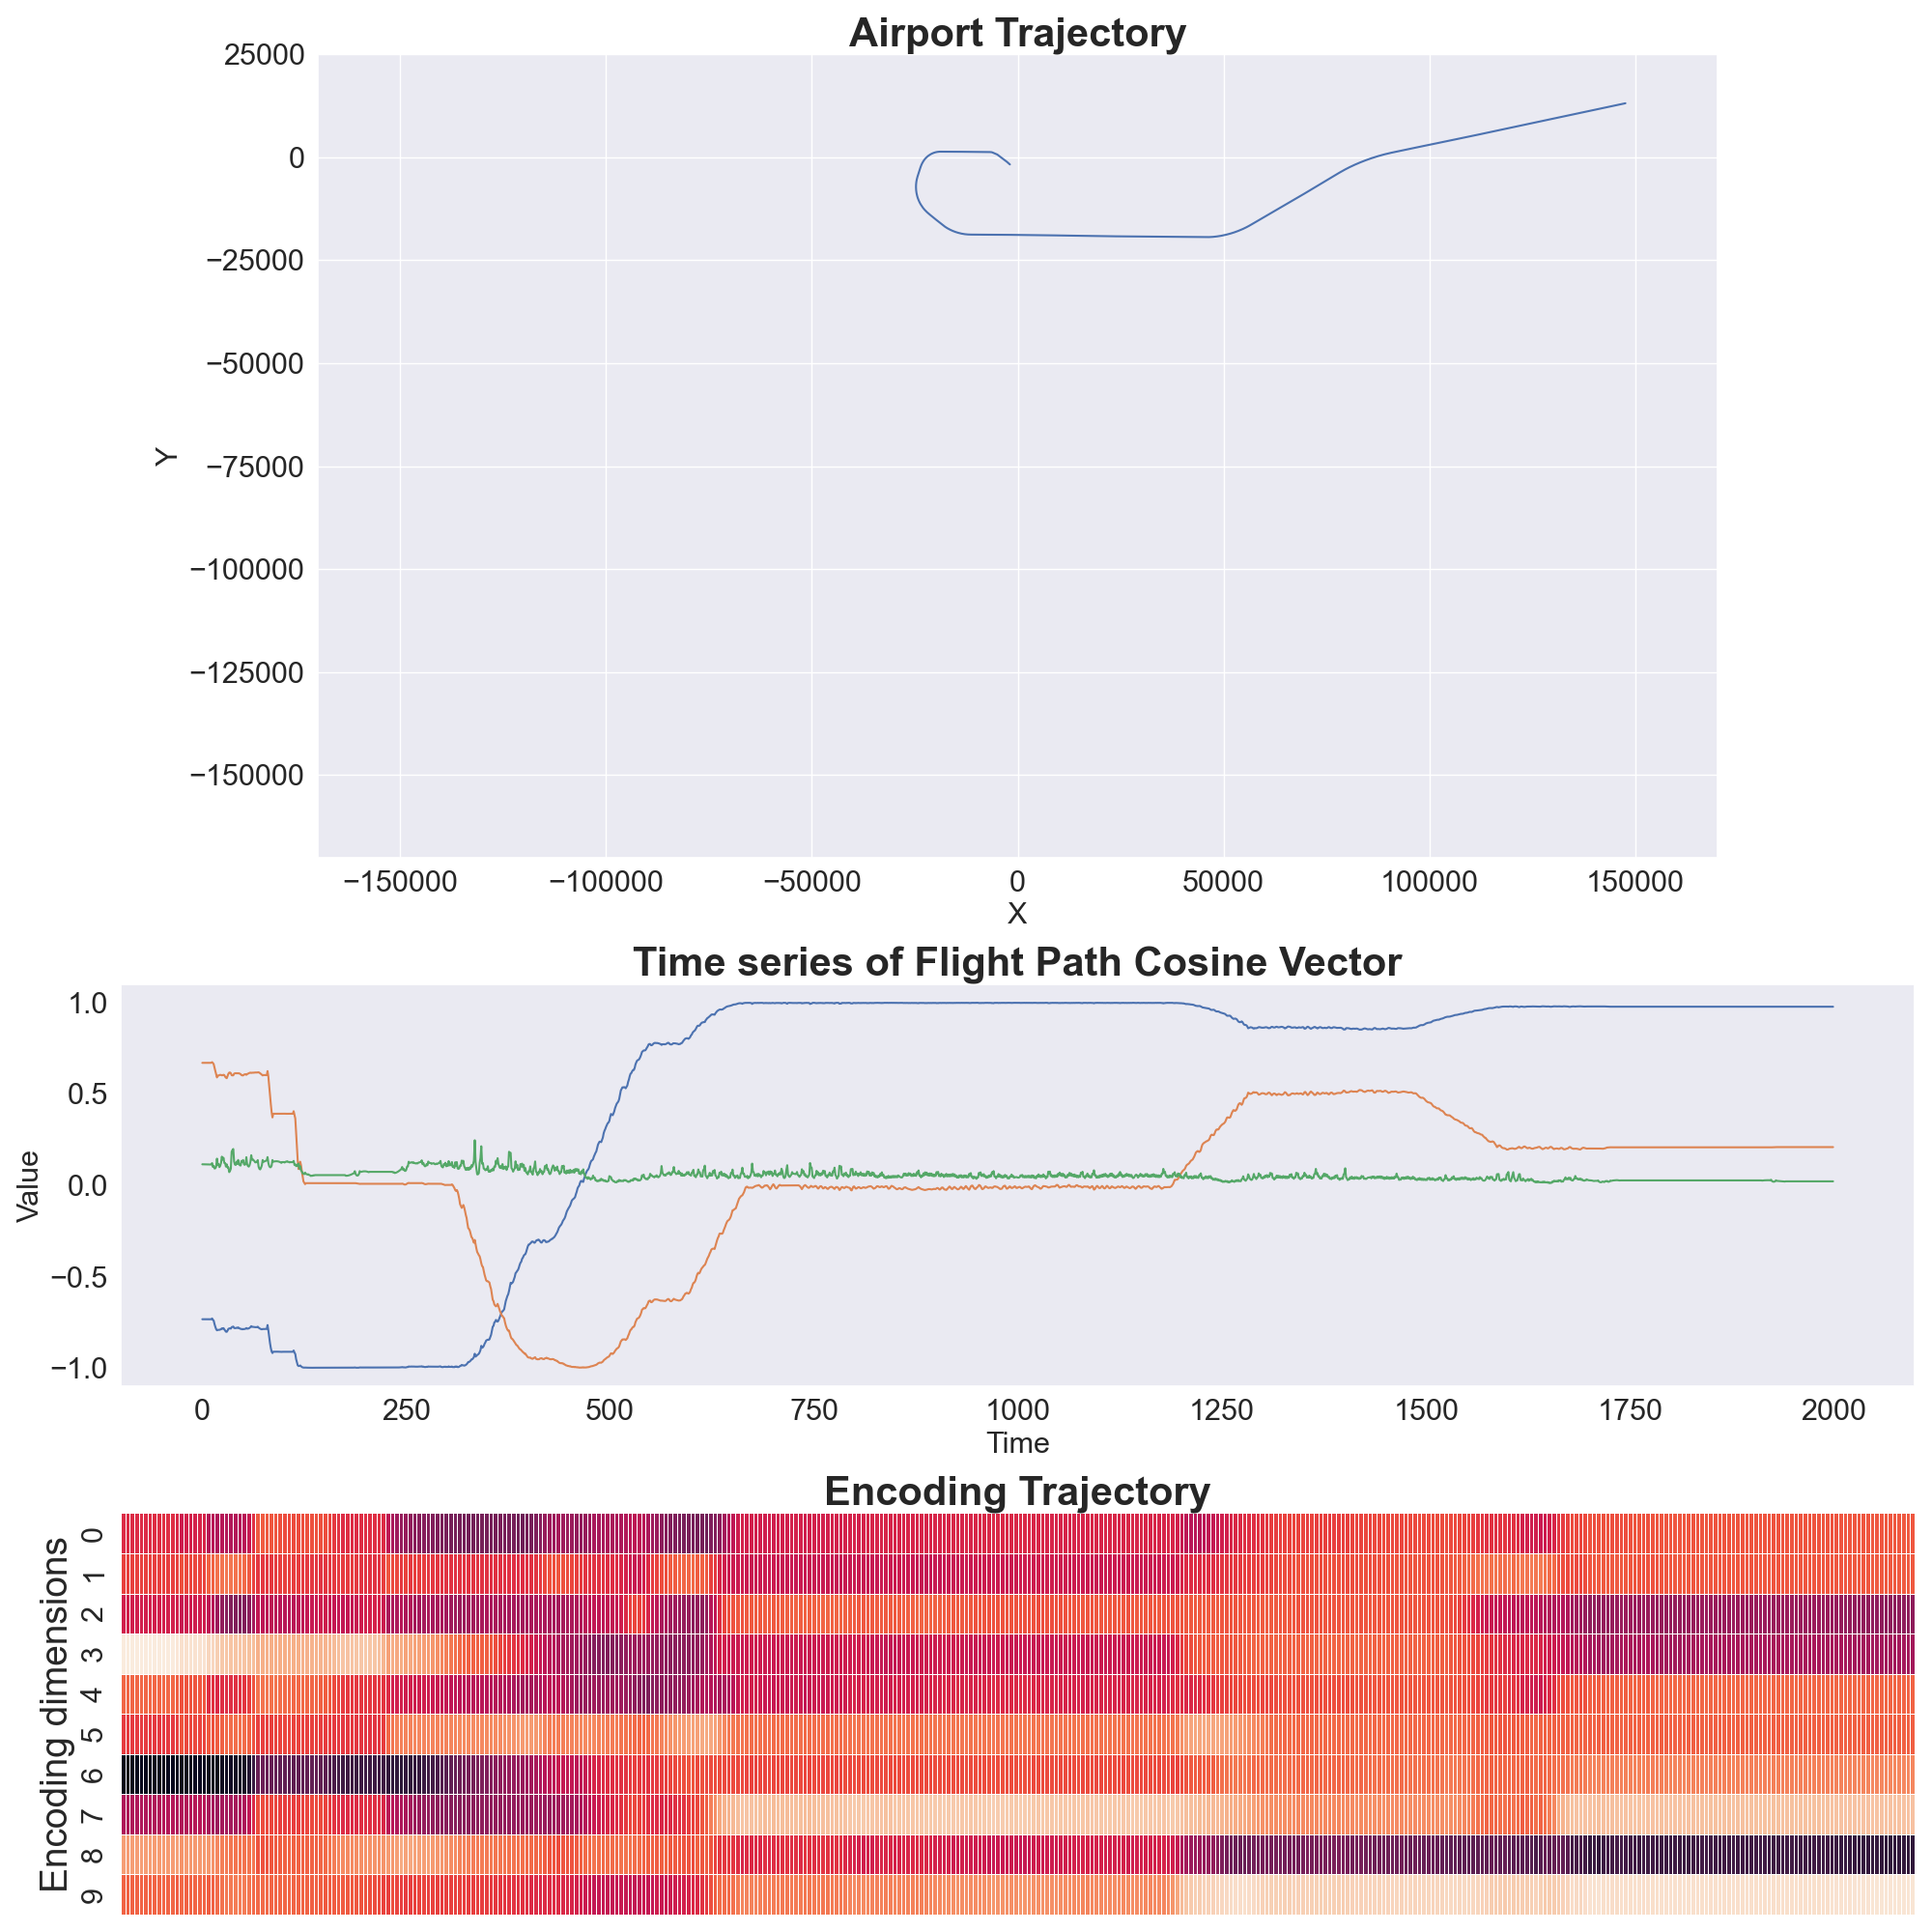 Airport Trajectory
25000
0
−25000
−50000
−75000
−100000
−125000
−150000
Y
−150000 −100000 −50000 0 50000 100000 150000
X
Time series of Flight Path Cosine Vector
1.0
0.5
0.0
−0.5
−1.0
Value
0 250 500 750 1000 1250 1500 1750 2000
Time
Encoding Trajectory
Encoding dimensions
0
1
2
3
4
5
6
7
8
9